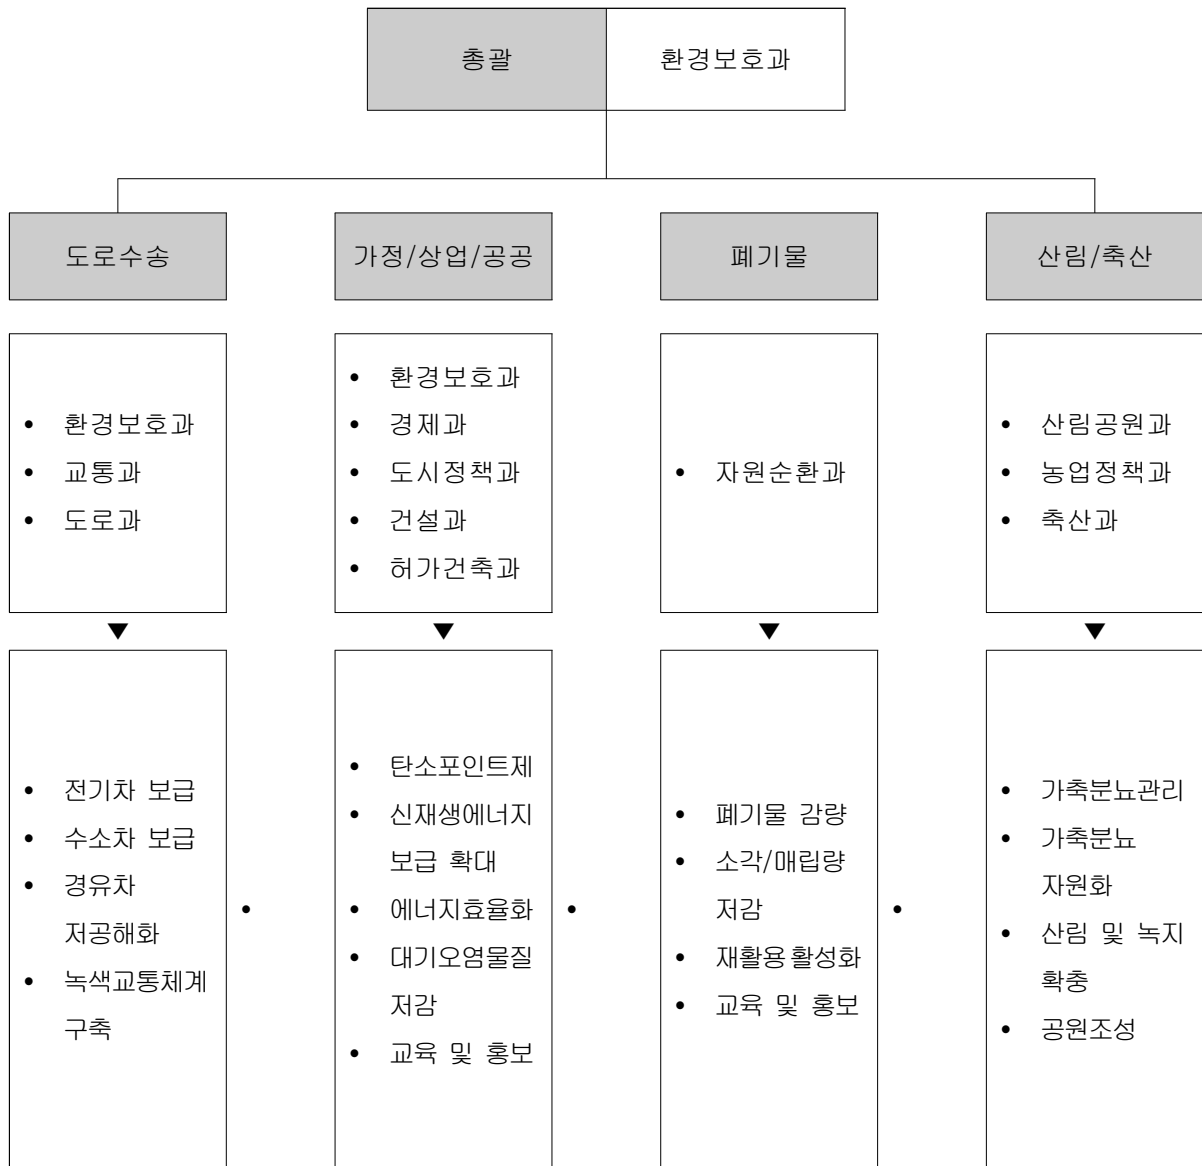 총괄
환경보호과
도로수송
가정/상업/공공
폐기물
산림/축산
• 환경보호과
• 교통과
• 도로과
• 환경보호과
• 경제과
• 도시정책과
• 건설과
• 허가건축과
• 자원순환과
• 산림공원과
• 농업정책과
• 축산과
▼
▼
▼
▼
• 전기차 보급
• 수소차 보급
• 경유차
저공해화
• 녹색교통체계
구축
•
• 탄소포인트제
• 신재생에너지
보급 확대
• 에너지효율화
• 대기오염물질
저감
• 교육 및 홍보
•
• 폐기물 감량
• 소각/매립량
저감
• 재활용 활성화
• 교육 및 홍보
•
• 가축분뇨관리
• 가축분뇨
자원화
• 산림 및 녹지
확충
• 공원조성